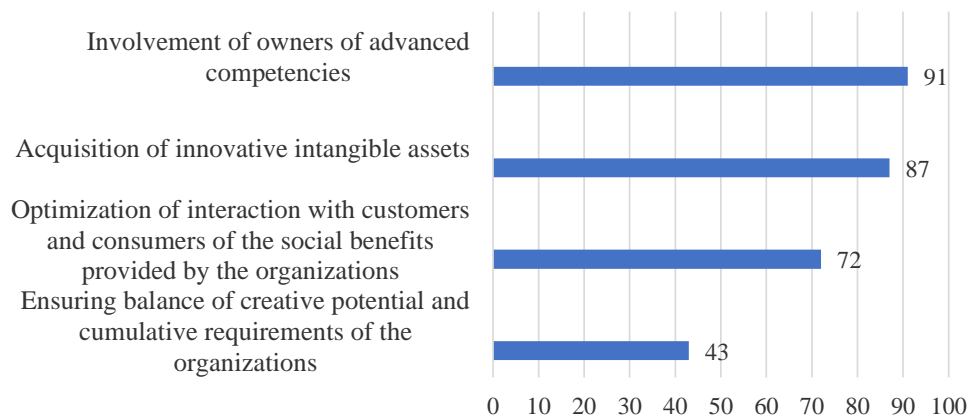 Involvement of owners of advanced
competencies
91
Acquisition of innovative intangible assets
87
Optimization of interaction with customers
and consumers of the social benefits
provided by the organizations
72
Ensuring balance of creative potential and
cumulative requirements of the
organizations
43
0 10 20 30 40 50 60 70 80 90 100